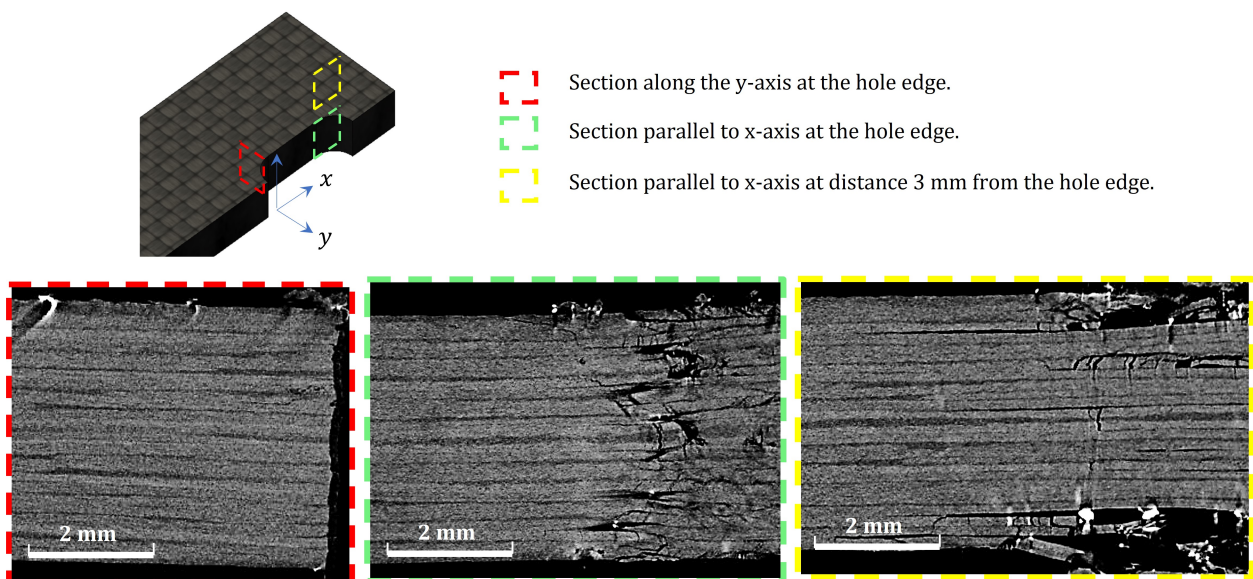 Section along the y-axis at the hole edge.
Section parallel to x-axis at the hole edge.
x
Section parallel to x-axis at distance 3 mm from the hole edge.
y
2 mm
2 mm
2 mm